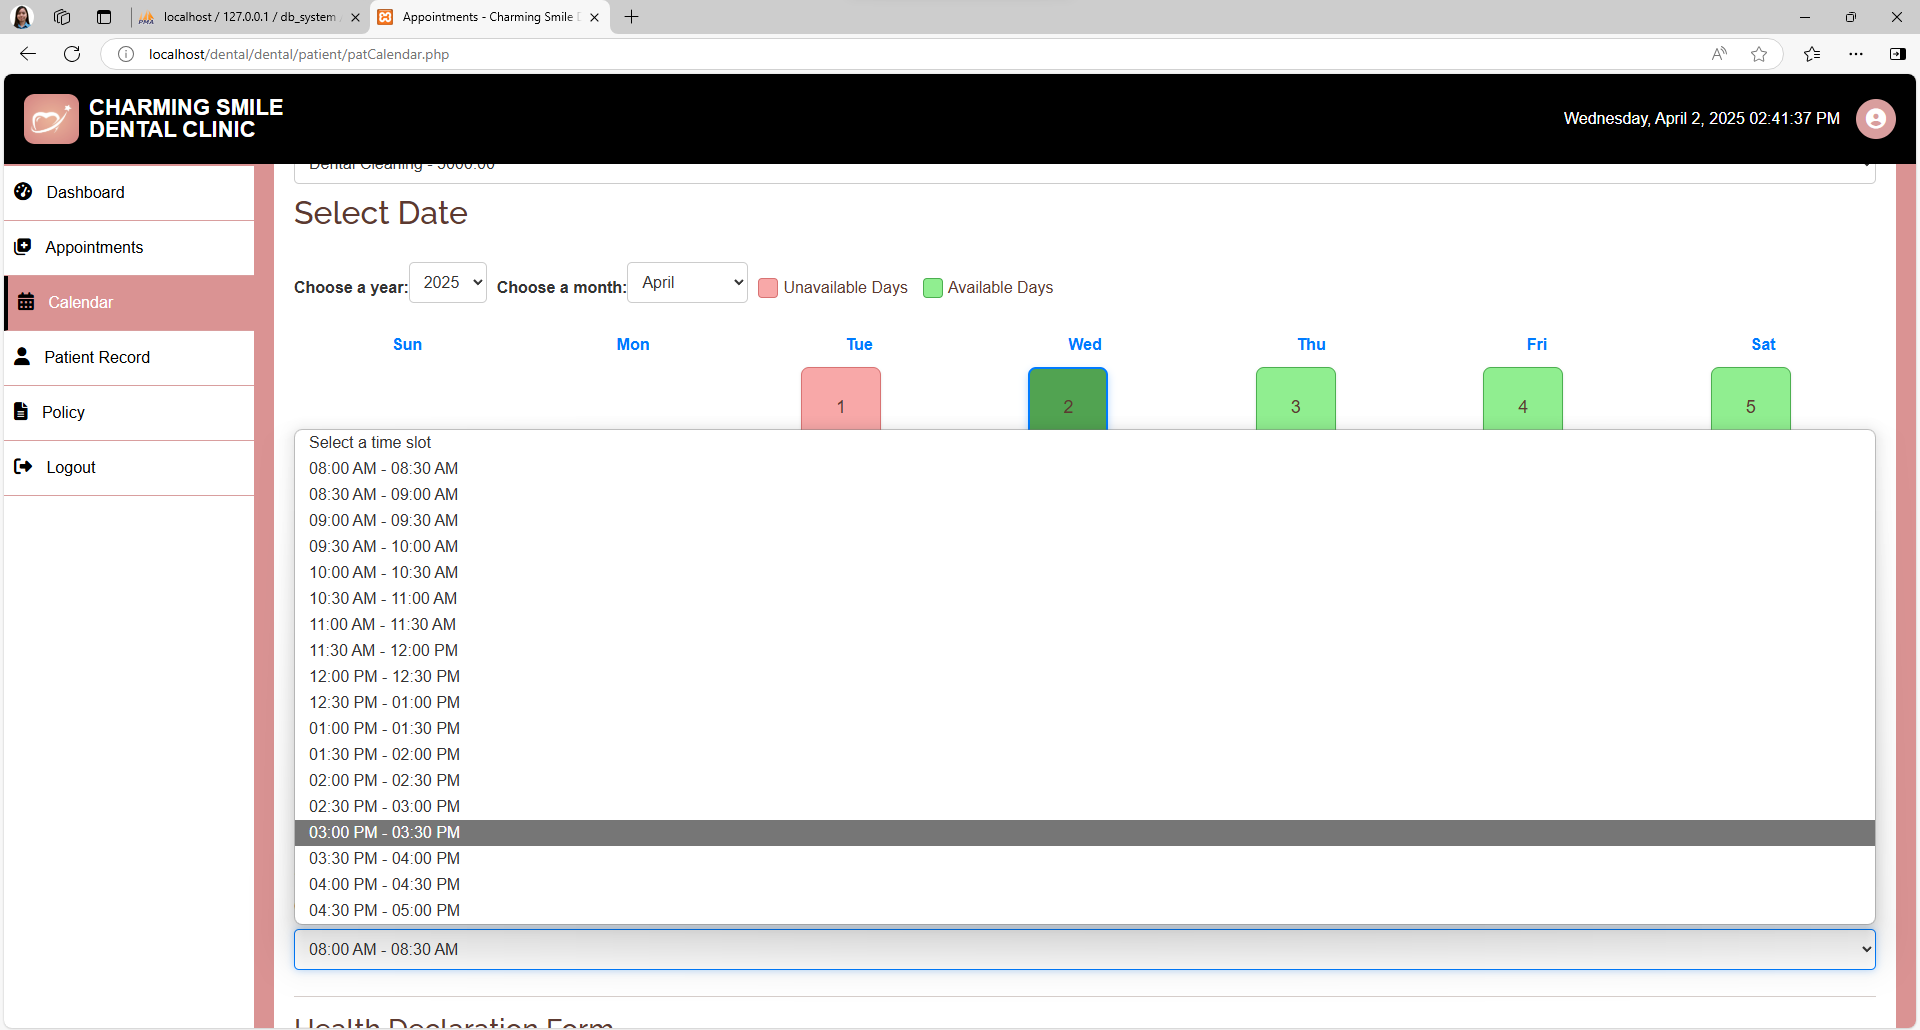 localhost / 127.0.0.1 / db_system
Appointments - Charming Smile
localhost/dental/dental/patient/patCalendar.php
CHARMING SMILE
DENTAL CLINIC
Wednesday, April 2, 2025 02:41:37 PM
Dashboard
Appointments
Calendar
Patient Record
Policy
Logout
Dental Cleaning - 3000.00
Select Date
Choose a year: 2025 Choose a month: April Unavailable Days Available Days
Sun Mon Tue Wed Thu Fri Sat
1 2 3 4 5
Select a time slot
08:00 AM - 08:30 AM
08:30 AM - 09:00 AM
09:00 AM - 09:30 AM
09:30 AM - 10:00 AM
10:00 AM - 10:30 AM
10:30 AM - 11:00 AM
11:00 AM - 11:30 AM
11:30 AM - 12:00 PM
12:00 PM - 12:30 PM
12:30 PM - 01:00 PM
01:00 PM - 01:30 PM
01:30 PM - 02:00 PM
02:00 PM - 02:30 PM
02:30 PM - 03:00 PM
03:00 PM - 03:30 PM
03:30 PM - 04:00 PM
04:00 PM - 04:30 PM
04:30 PM - 05:00 PM
08:00 AM - 08:30 AM
Health Declaration Form